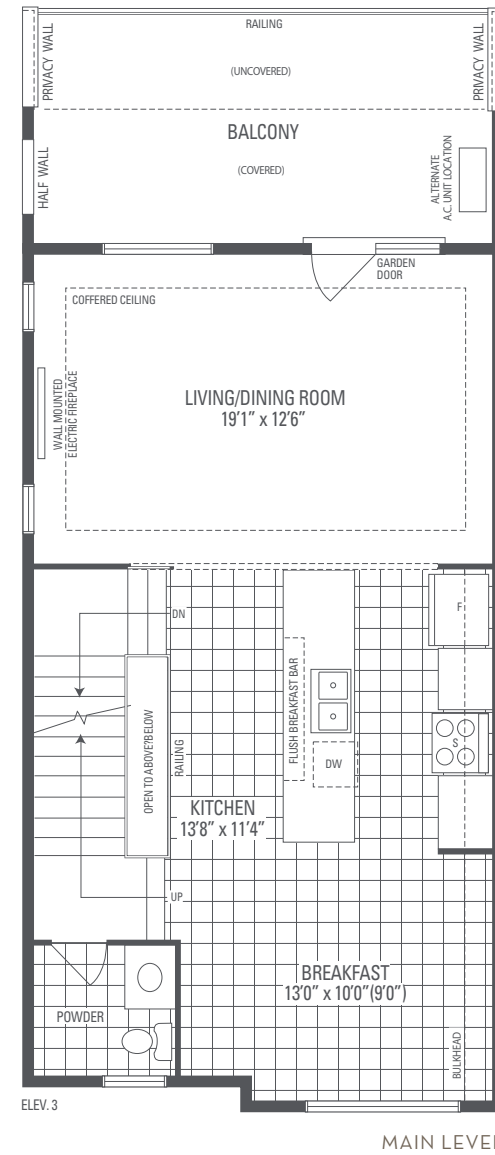 RAILING
PRIVACY WALL
(UNCOVERED)
PRIVACY WALL
BALCONY
(COVERED)
HALF WALL
ALTERNATE
A.C. UNIT LOCATION
GARDEN
DOOR
COFFERED CEILING
WALL MOUNTED
ELECTRIC FIREPLACE
LIVING/DINING ROOM
19'1" x 12'6"
DN
F
FLUSH BREAKFAST BAR
OPEN TO ABOVE?BELOW
RAILING
DW
S
KITCHEN
13'8" x 11'4"
UP
BREAKFAST
13'0" x 10'0"(9'0")
POWDER
BULKHEAD
ELEV. 3
MAIN LEVEL